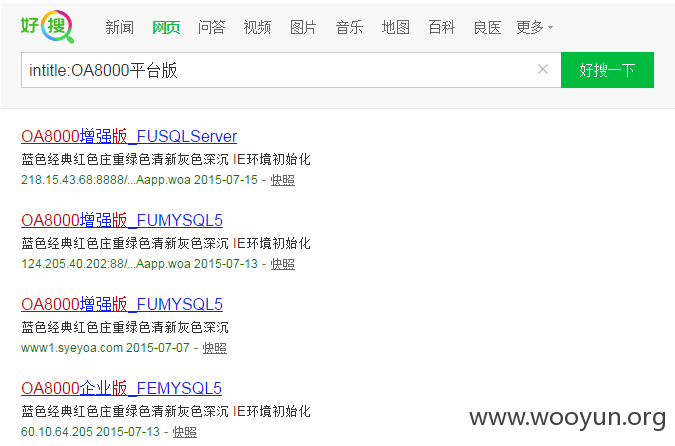 好搜 新闻 网页 问答 视频 图片 音乐 地图 百科 良医 更多
intitle:OA8000平台版 × 好搜一下
OA8000增强版_FUSQLServer
蓝色经典红色庄重绿色清新灰色深沉 IE环境初始化
218.15.43.68:8888/...Aapp.woa 2015-07-15 - 快照
OA8000增强版_FUMYSQL5
蓝色经典红色庄重绿色清新灰色深沉 IE环境初始化
124.205.40.202:88/...Aapp.woa 2015-07-13 - 快照
OA8000增强版_FUMYSQL5
蓝色经典红色庄重绿色清新灰色深沉
www1.syeyoa.com 2015-07-07 - 快照
OA8000企业版_FEMYSQL5
蓝色经典红色庄重绿色清新灰色深沉 IE环境初始化
60.10.64.205 2015-07-13 - 快照
www.wooyun.org